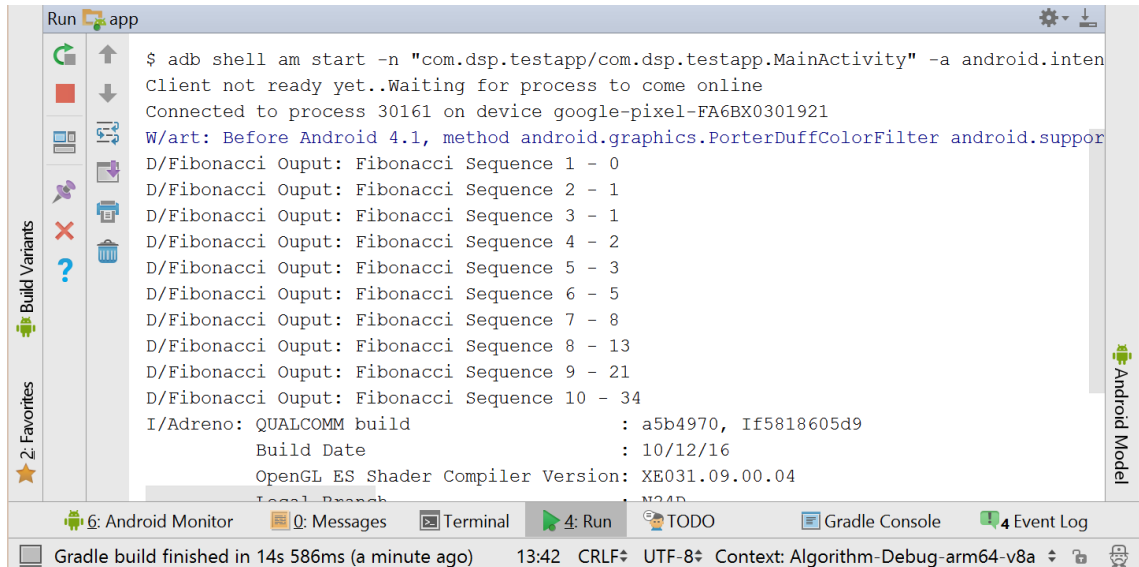 Run app
$ adb shell am start -n "com.dsp.testapp/com.dsp.testapp.MainActivity" -a android.inten
Client not ready yet..Waiting for process to come online
Connected to process 30161 on device google-pixel-FA6BX0301921
W/art: Before Android 4.1, method android.graphics.PorterDuffColorFilter android.suppor
D/Fibonacci Ouput: Fibonacci Sequence 1 - 0
D/Fibonacci Ouput: Fibonacci Sequence 2 - 1
D/Fibonacci Ouput: Fibonacci Sequence 3 - 1
D/Fibonacci Ouput: Fibonacci Sequence 4 - 2
D/Fibonacci Ouput: Fibonacci Sequence 5 - 3
D/Fibonacci Ouput: Fibonacci Sequence 6 - 5
D/Fibonacci Ouput: Fibonacci Sequence 7 - 8
D/Fibonacci Ouput: Fibonacci Sequence 8 - 13
D/Fibonacci Ouput: Fibonacci Sequence 9 - 21
D/Fibonacci Ouput: Fibonacci Sequence 10 - 34
I/Adreno: QUALCOMM build : a5b4970, If5818605d9
Build Date : 10/12/16
OpenGL ES Shader Compiler Version: XE031.09.00.04
Build Variants
2: Favorites
Android Model
6: Android Monitor 0: Messages Terminal 4: Run TODO Gradle Console 4 Event Log
Gradle build finished in 14s 586ms (a minute ago) 13:42 CRLF UTF-8 Context: Algorithm-Debug-arm64-v8a